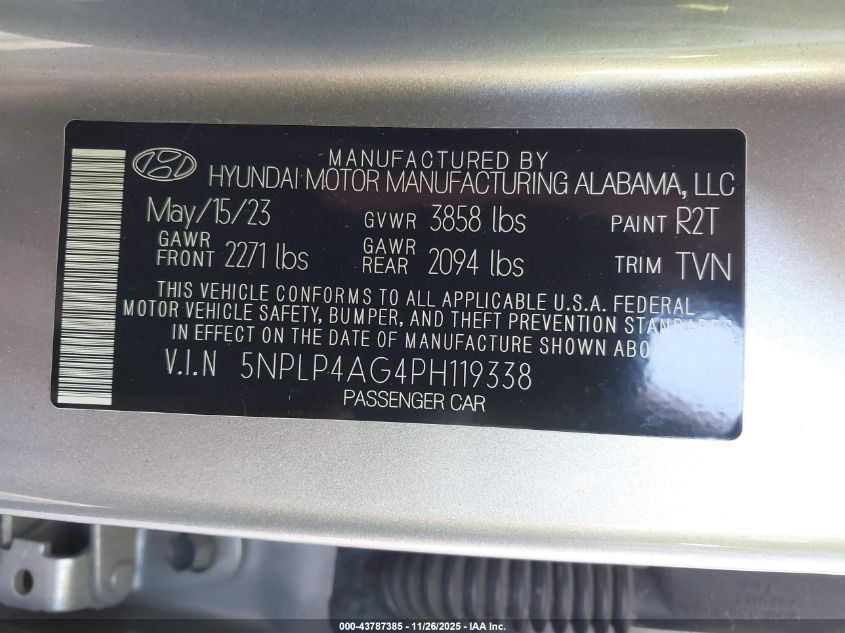 MANUFACTURED BY
HYUNDAI MOTOR MANUFACTURING ALABAMA, LLC
May/15/23 GVWR 3858 lbs PAINT R2T
GAWR FRONT 2271 lbs GAWR REAR 2094 lbs TRIM TVN
THIS VEHICLE CONFORMS TO ALL APPLICABLE U.S.A. FEDERAL
MOTOR VEHICLE SAFETY, BUMPER, AND THEFT PREVENTION STANDARDS
IN EFFECT ON THE DATE OF MANUFACTURE SHOWN ABOVE.
V.I.N 5NPLP4AG4PH119338
PASSENGER CAR
000-43787385 - 11/26/2025 - IAA Inc.